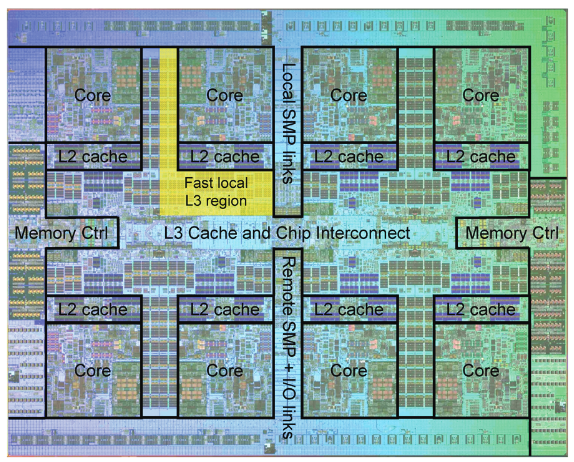 Core
Core
Core
Core
Local SMP links
L2 cache
L2 cache
L2 cache
L2 cache
Fast local
L3 region
Memory Ctrl
L3 Cache and Chip Interconnect
Memory Ctrl
Remote SMP + I/O links
L2 cache
L2 cache
L2 cache
L2 cache
Core
Core
Core
Core